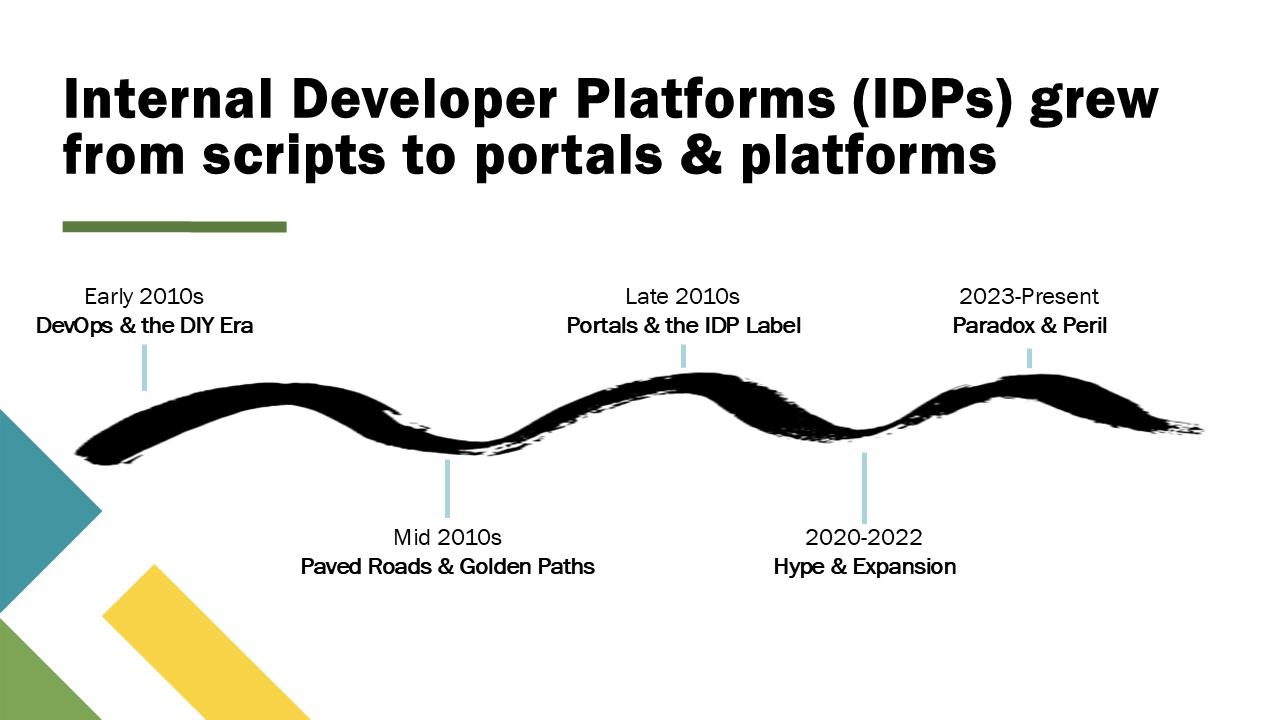 Internal Developer Platforms (IDPs) grew
from scripts to portals & platforms
Early 2010s
DevOps & the DIY Era
Mid 2010s
Paved Roads & Golden Paths
Late 2010s
Portals & the IDP Label
2020-2022
Hype & Expansion
2023-Present
Paradox & Peril